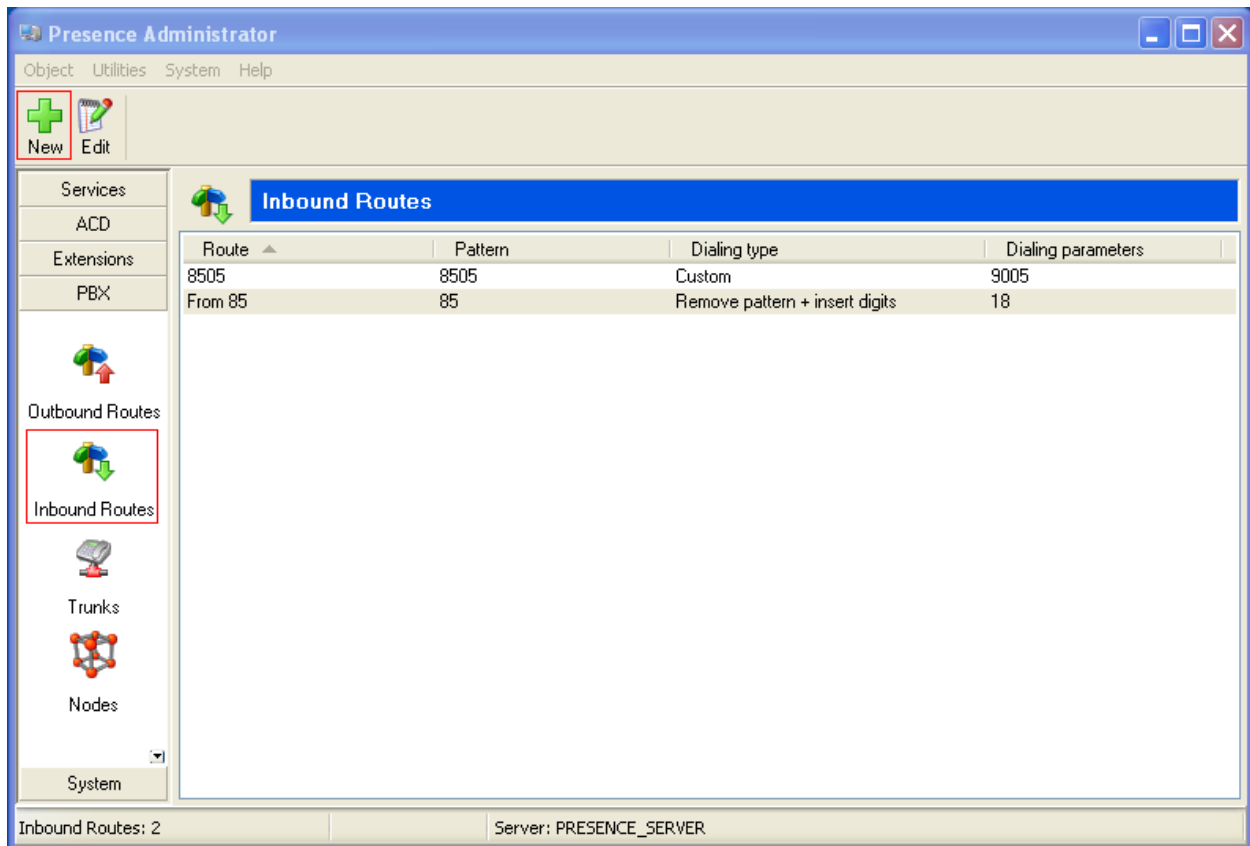 Presence Administrator
Object Utilities System Help
New Edit
Services
ACD
Extensions
PBX
Outbound Routes
Inbound Routes
Trunks
Nodes
System
Inbound Routes
Route Pattern Dialing type Dialing parameters
8505 8505 Custom 9005
From 85 85 Remove pattern + insert digits 18
Inbound Routes: 2 Server: PRESENCE_SERVER